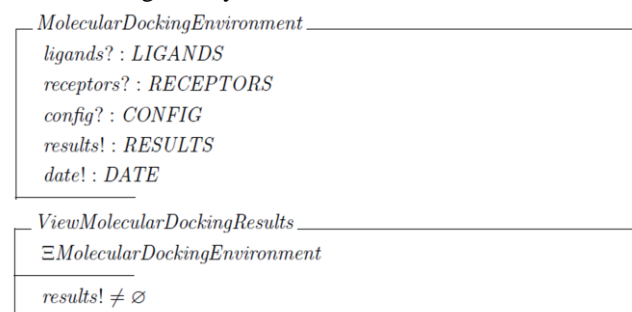 MolecularDockingEnvironment
ligands? : LIGANDS
receptors? : RECEPTORS
config? : CONFIG
results! : RESULTS
date! : DATE
ViewMolecularDockingResults
ΞMolecularDockingEnvironment
results! ≠ ∅